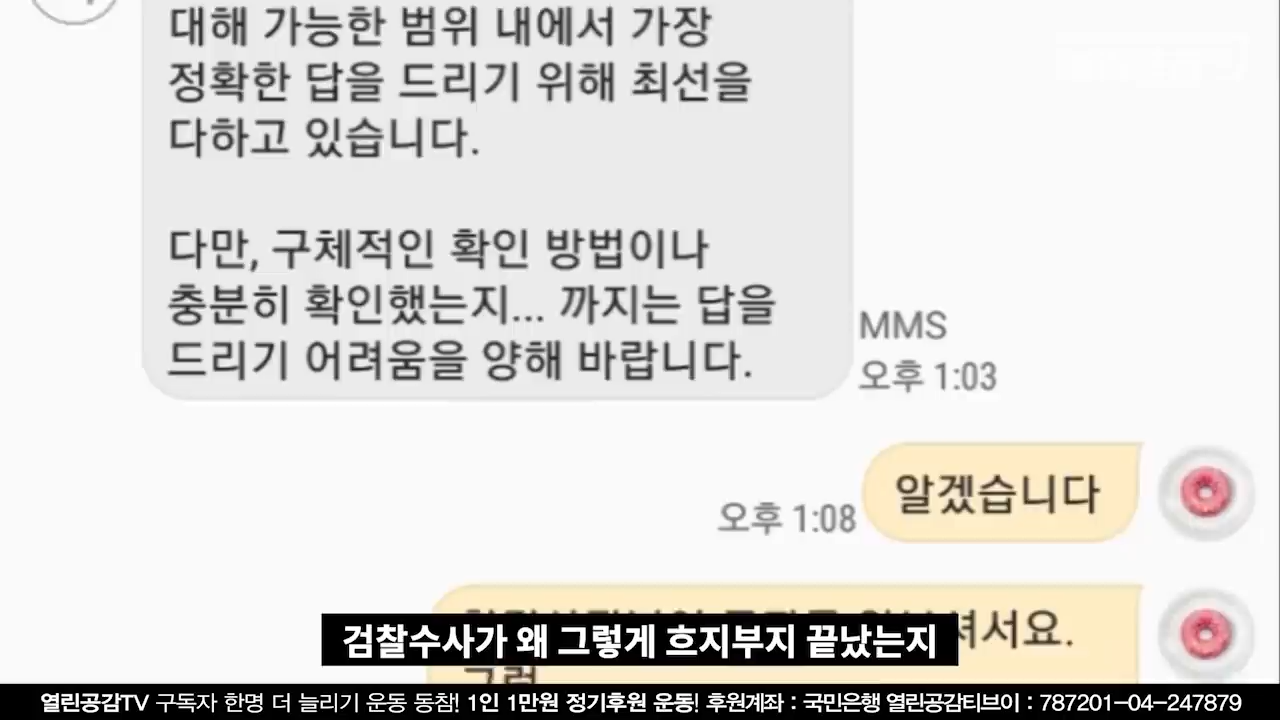 대해 가능한 범위 내에서 가장
정확한 답을 드리기 위해 최선을
다하고 있습니다.
다만, 구체적인 확인 방법이나
충분히 확인했는지... 까지는 답을
드리기 어려움을 양해 바랍니다.
MMS
오후 1:03
알겠습니다
오후 1:08
셔서요.
검찰수사가 왜 그렇게 흐지부지 끝났는지
열린공감TV 구독자 한명 더 늘리기 운동 동참! 1인 1만원 정기후원 운동! 후원계좌 : 국민은행 열린공감티브이 : 787201-04-247879